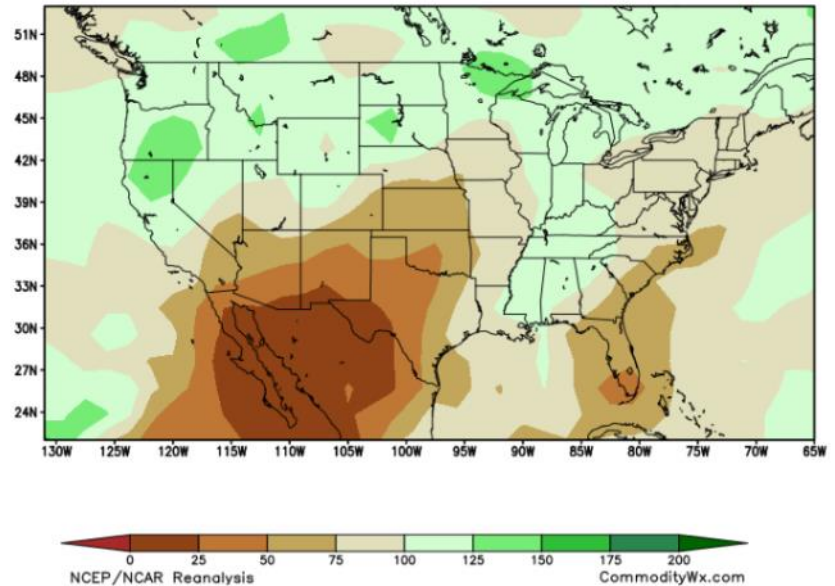 51N
48N
45N
42N
39N
36N
33N
30N
27N
24N
130W 125W 120W 115W 110W 105W 100W 95W 90W 85W 80W 75W 70W 65W
0 25 50 75 100 125 150 175 200
NCEP/NCAR Reanalysis CommodityWx.com